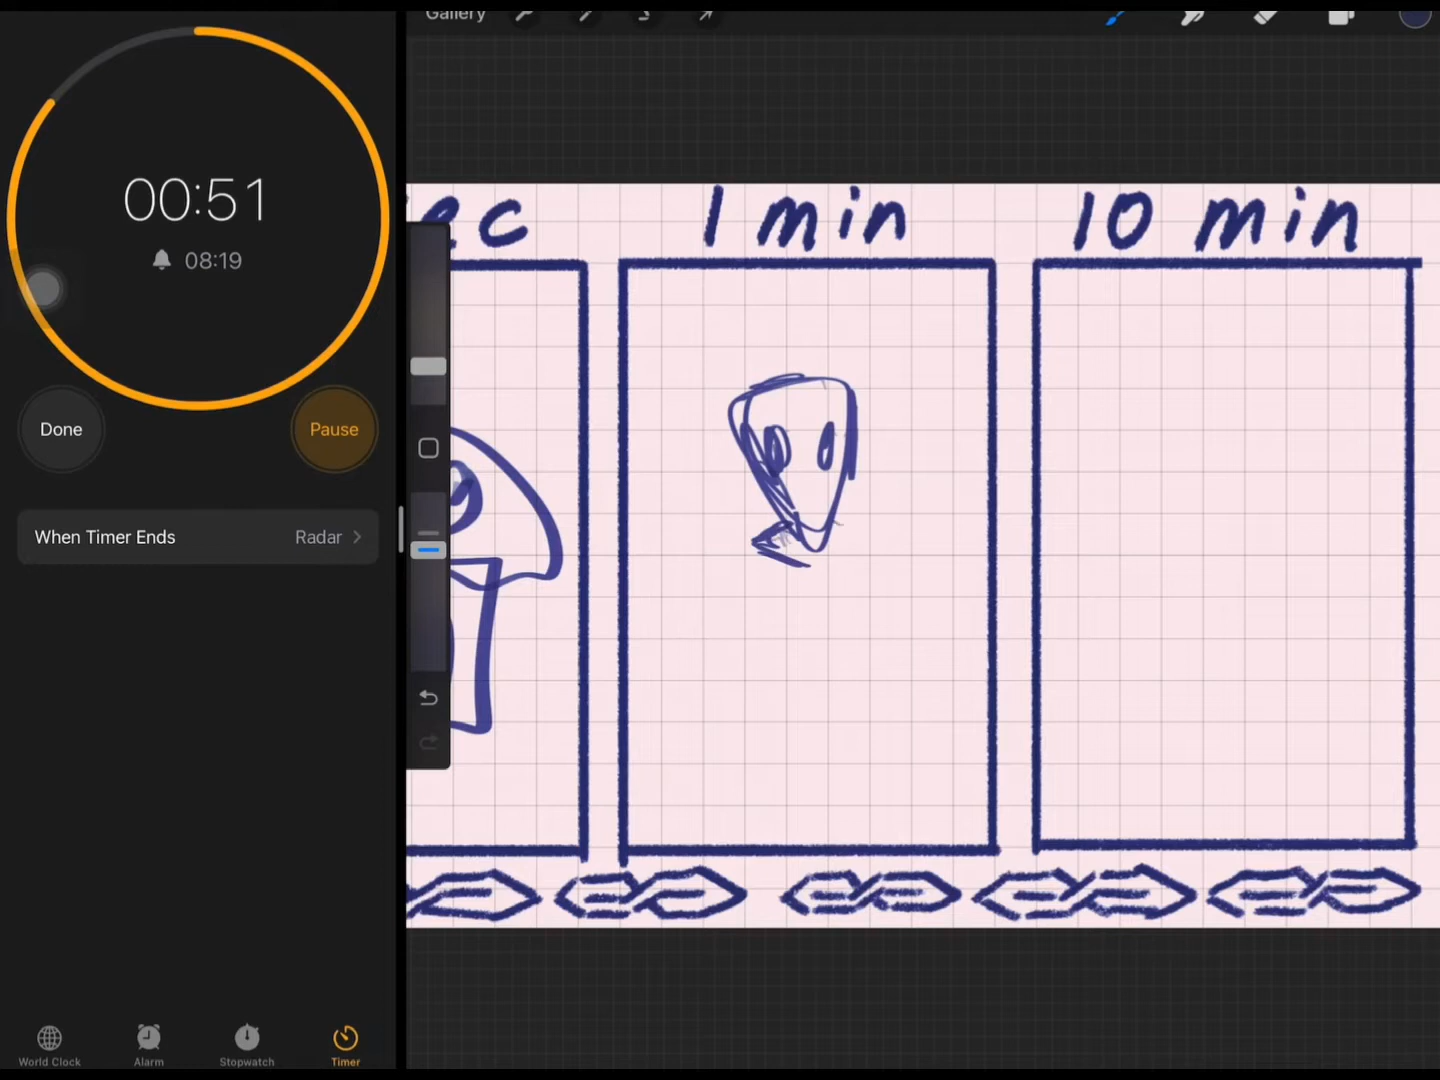 Gallery
00:51
08:19
Done
Pause
When Timer Ends
Radar
World Clock
Alarm
Stopwatch
Timer
ec
1 min
10 min